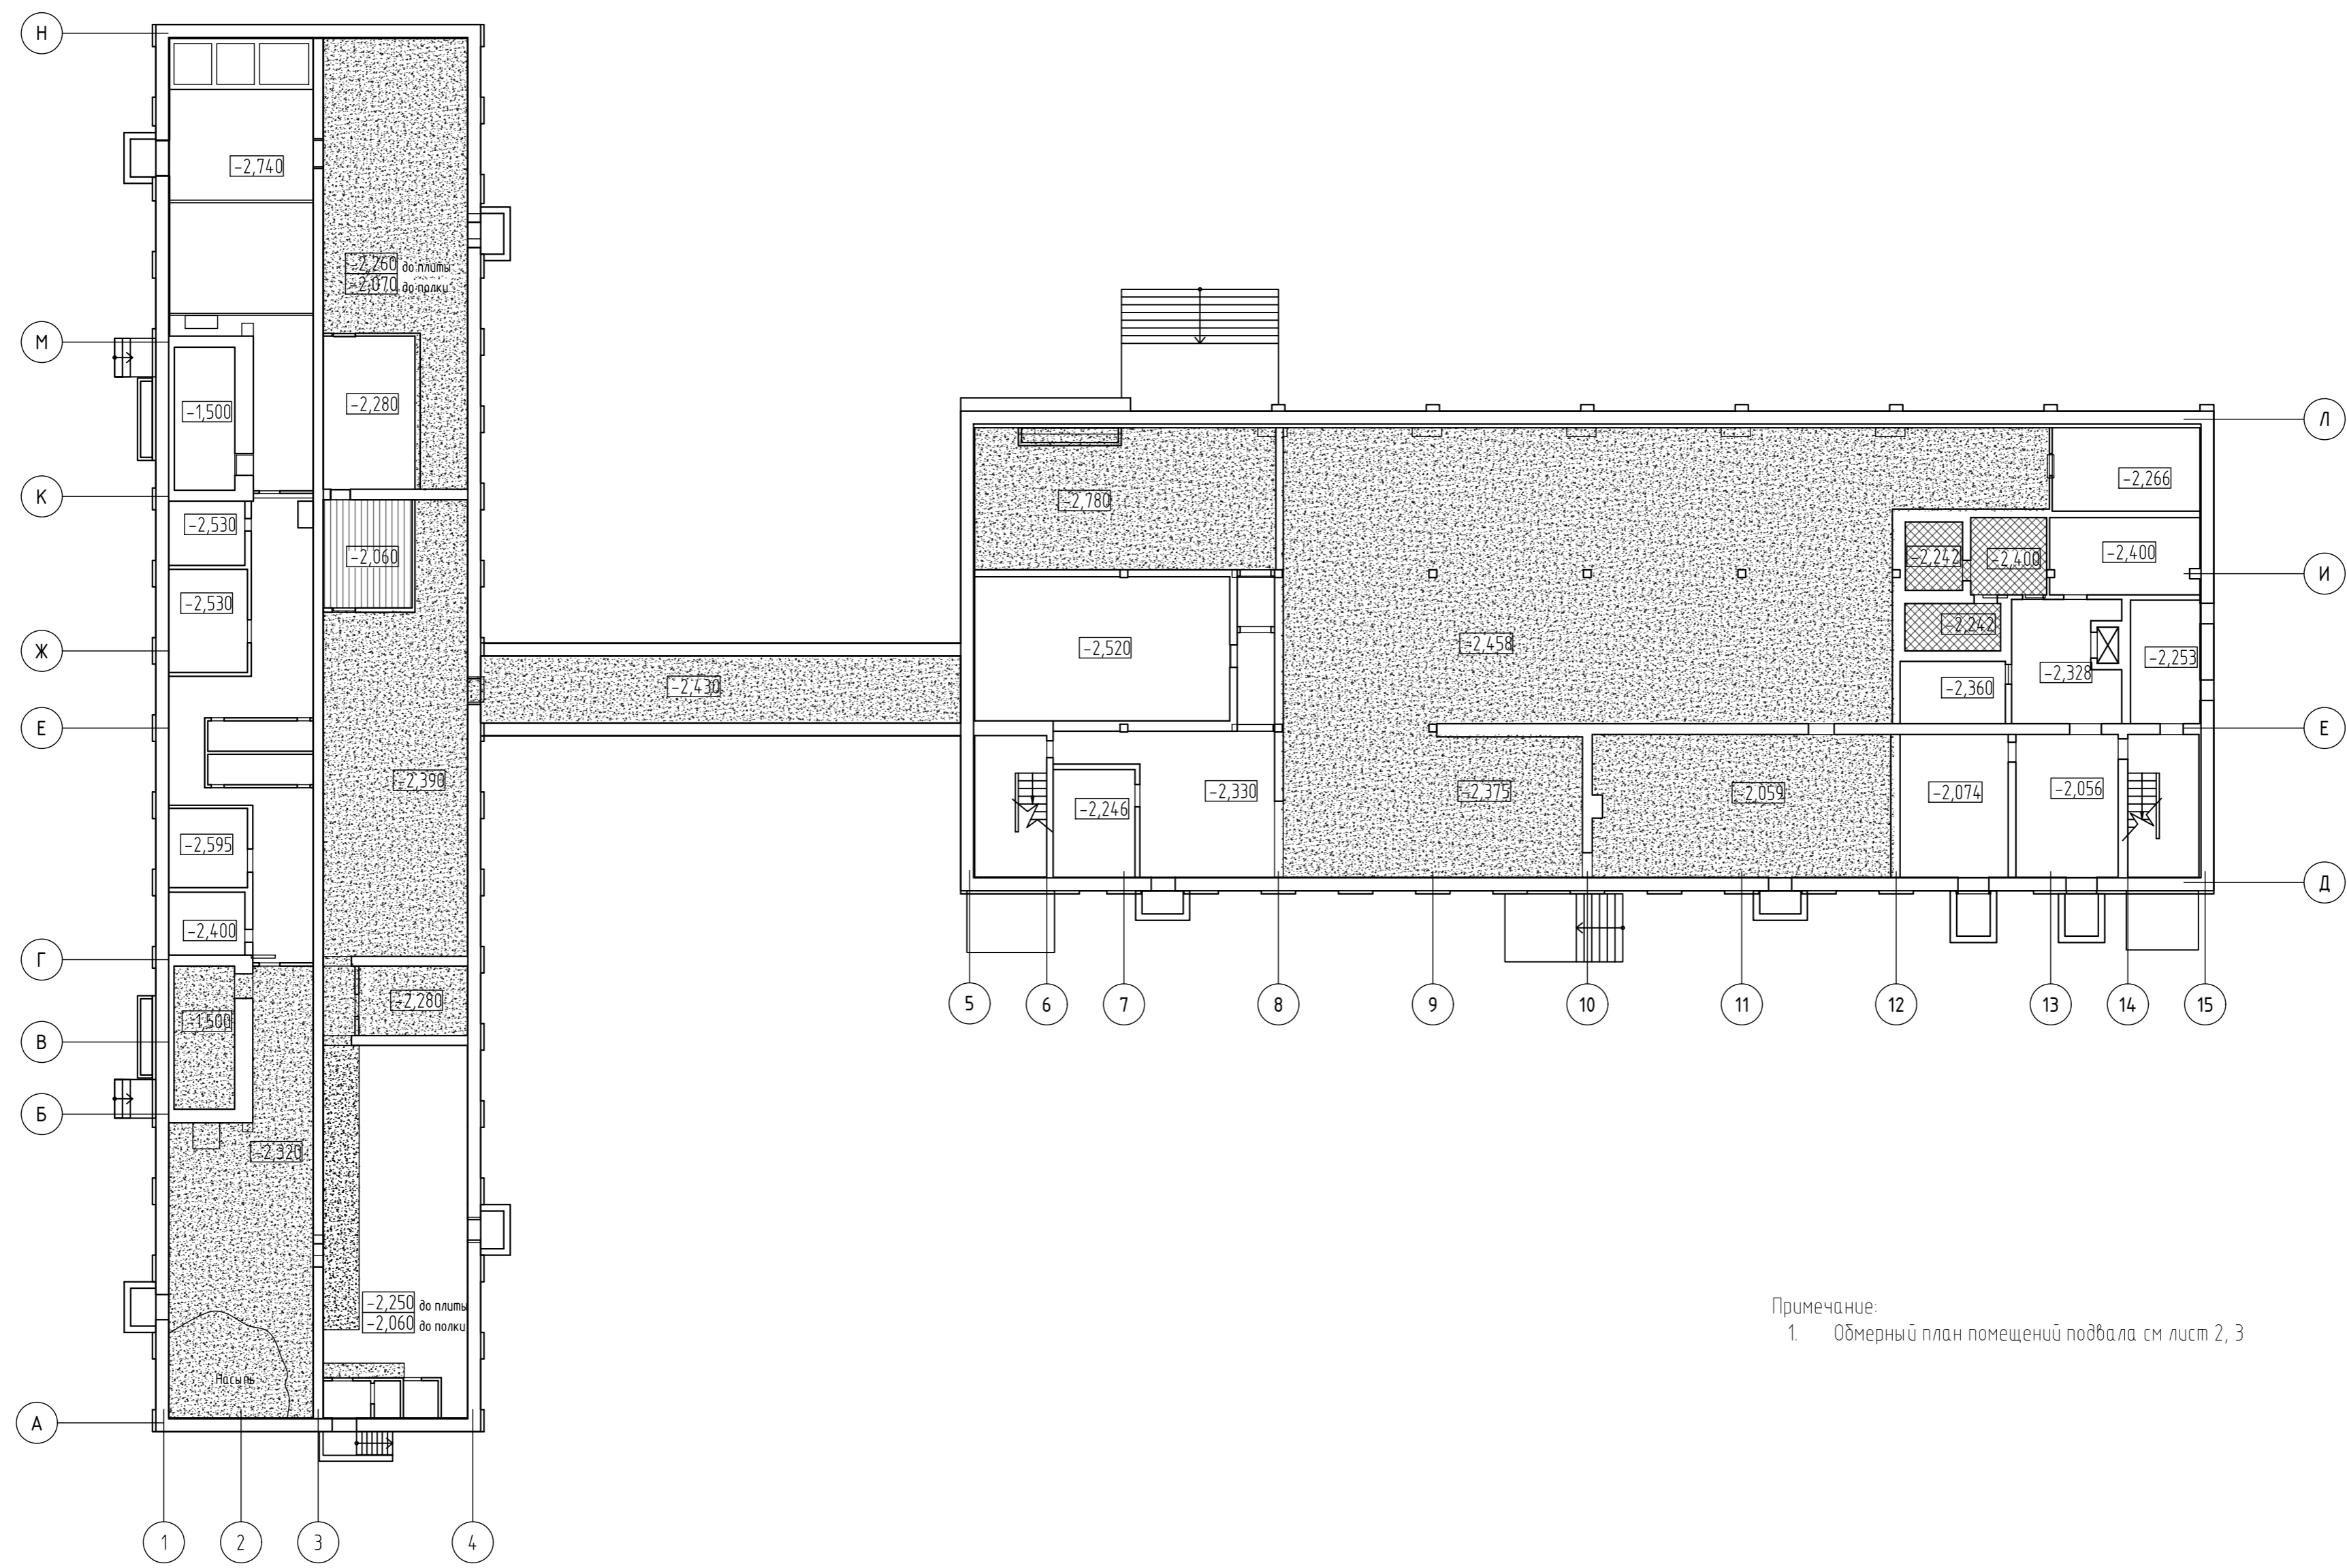 Н
-2,740
-2,260 до плиты
-2,070 до полки
М
-1,500
-2,280
Л
К
-2,530
-2,060
-2,780
-2,266
-2,242
-2,400
-2,400
И
-2,530
-2,242
Ж
-2,430
-2,520
-2,458
-2,328
-2,253
-2,360
Е
Е
-2,390
-2,246
-2,330
-2,375
-2,059
-2,074
-2,056
-2,595
Д
-2,400
Г
-2,280
5
6
7
8
9
10
11
12
13
14
15
-1,500
В
Б
-2,320
-2,250 до плиты
-2,060 до полки
Примечание:
1. Обмерный план помещений подвала см лист 2, 3
Насыпь
А
1
2
3
4